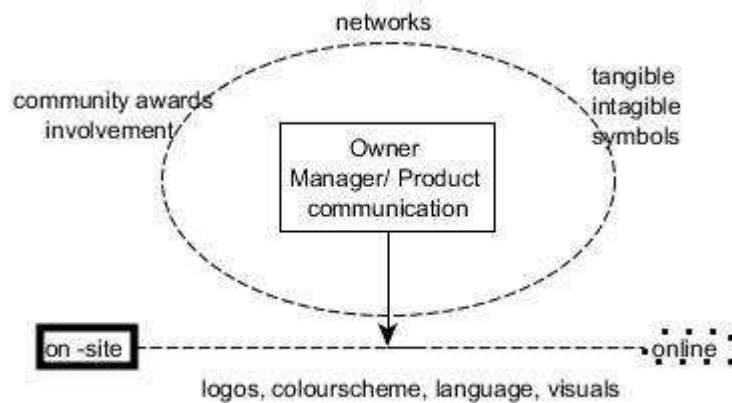 networks
community awards
involvement
tangible
intagible
symbols
Owner
Manager/ Product
communication
on -site
online
logos, colourscheme, language, visuals